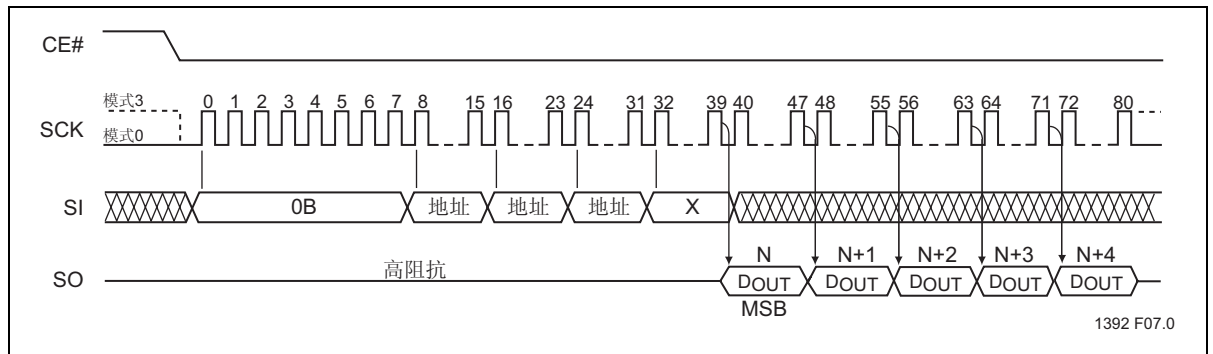 CE#
模式3
0 1 2 3 4 5 6 7 8 15 16 23 24 31 32 39 40 47 48 55 56 63 64 71 72 80
SCK
模式0
SI
0B 地址 地址 地址 X
高阻抗
N N+1 N+2 N+3 N+4
SO
DOUT DOUT DOUT DOUT DOUT
MSB
1392 F07.0